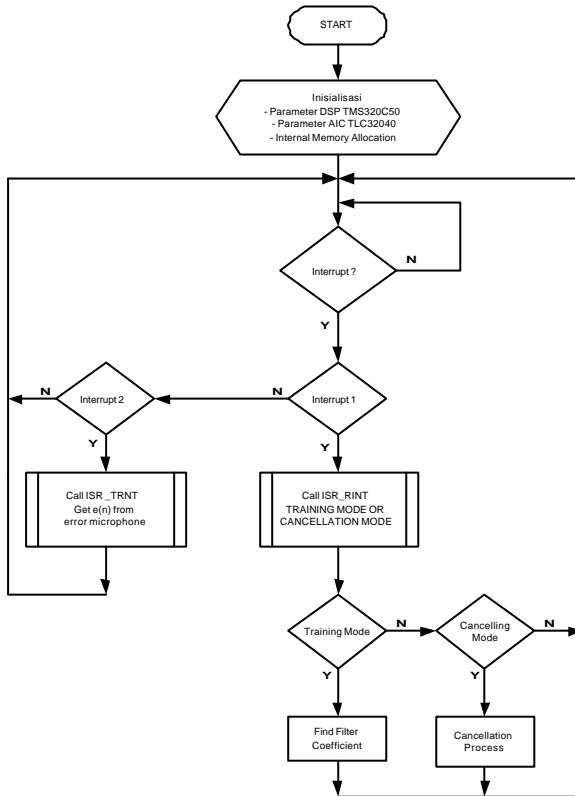 START
Inisialisasi
- Parameter DSP TMS320C50
- Parameter AIC TLC32040
- Internal Memory Allocation
Interrupt ?
N
Y
Interrupt 2
N
Y
Interrupt 1
N
Y
Call ISR _TRNT
Get e(n) from
error microphone
Call ISR_RINT
TRAINING MODE OR
CANCELLATION MODE
Training Mode
N
Y
Cancelling
Mode
N
Y
Find Filter
Coefficient
Cancellation
Process